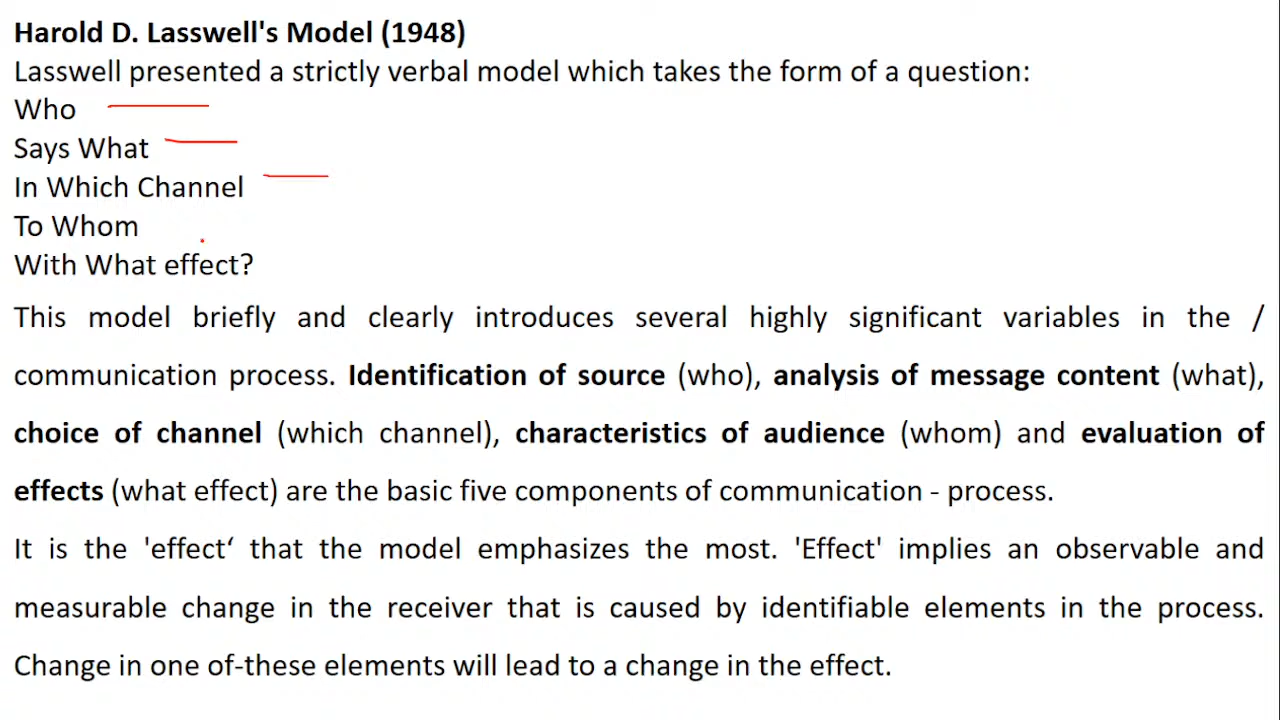 Harold D. Lasswell's Model (1948)
Lasswell presented a strictly verbal model which takes the form of a question:
Who
Says What
In Which Channel
To Whom
With What effect?
This model briefly and clearly introduces several highly significant variables in the /
communication process. Identification of source (who), analysis of message content (what),
choice of channel (which channel), characteristics of audience (whom) and evaluation of
effects (what effect) are the basic five components of communication - process.
It is the 'effect‘ that the model emphasizes the most. 'Effect' implies an observable and
measurable change in the receiver that is caused by identifiable elements in the process.
Change in one of-these elements will lead to a change in the effect.